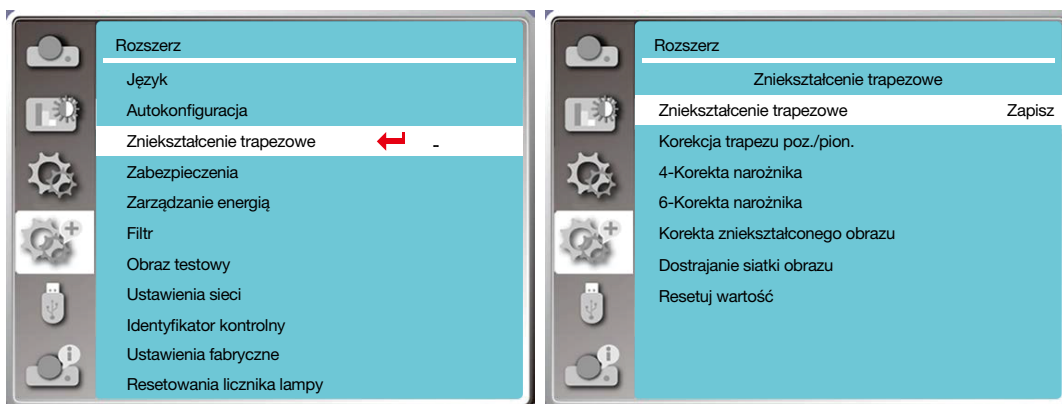 Rozszerz
Język
Autokonfiguracja
Zniekształcenie trapezowe -
Zabezpieczenia
Zarządzanie energią
Filtr
Obraz testowy
Ustawienia sieci
Identyfikator kontrolny
Ustawienia fabryczne
Resetowania licznika lampy
Rozszerz
Zniekształcenie trapezowe
Zniekształcenie trapezowe Zapisz
Korekcja trapezu poz./pion.
4-Korekta narożnika
6-Korekta narożnika
Korekta zniekształconego obrazu
Dostrajanie siatki obrazu
Resetuj wartość